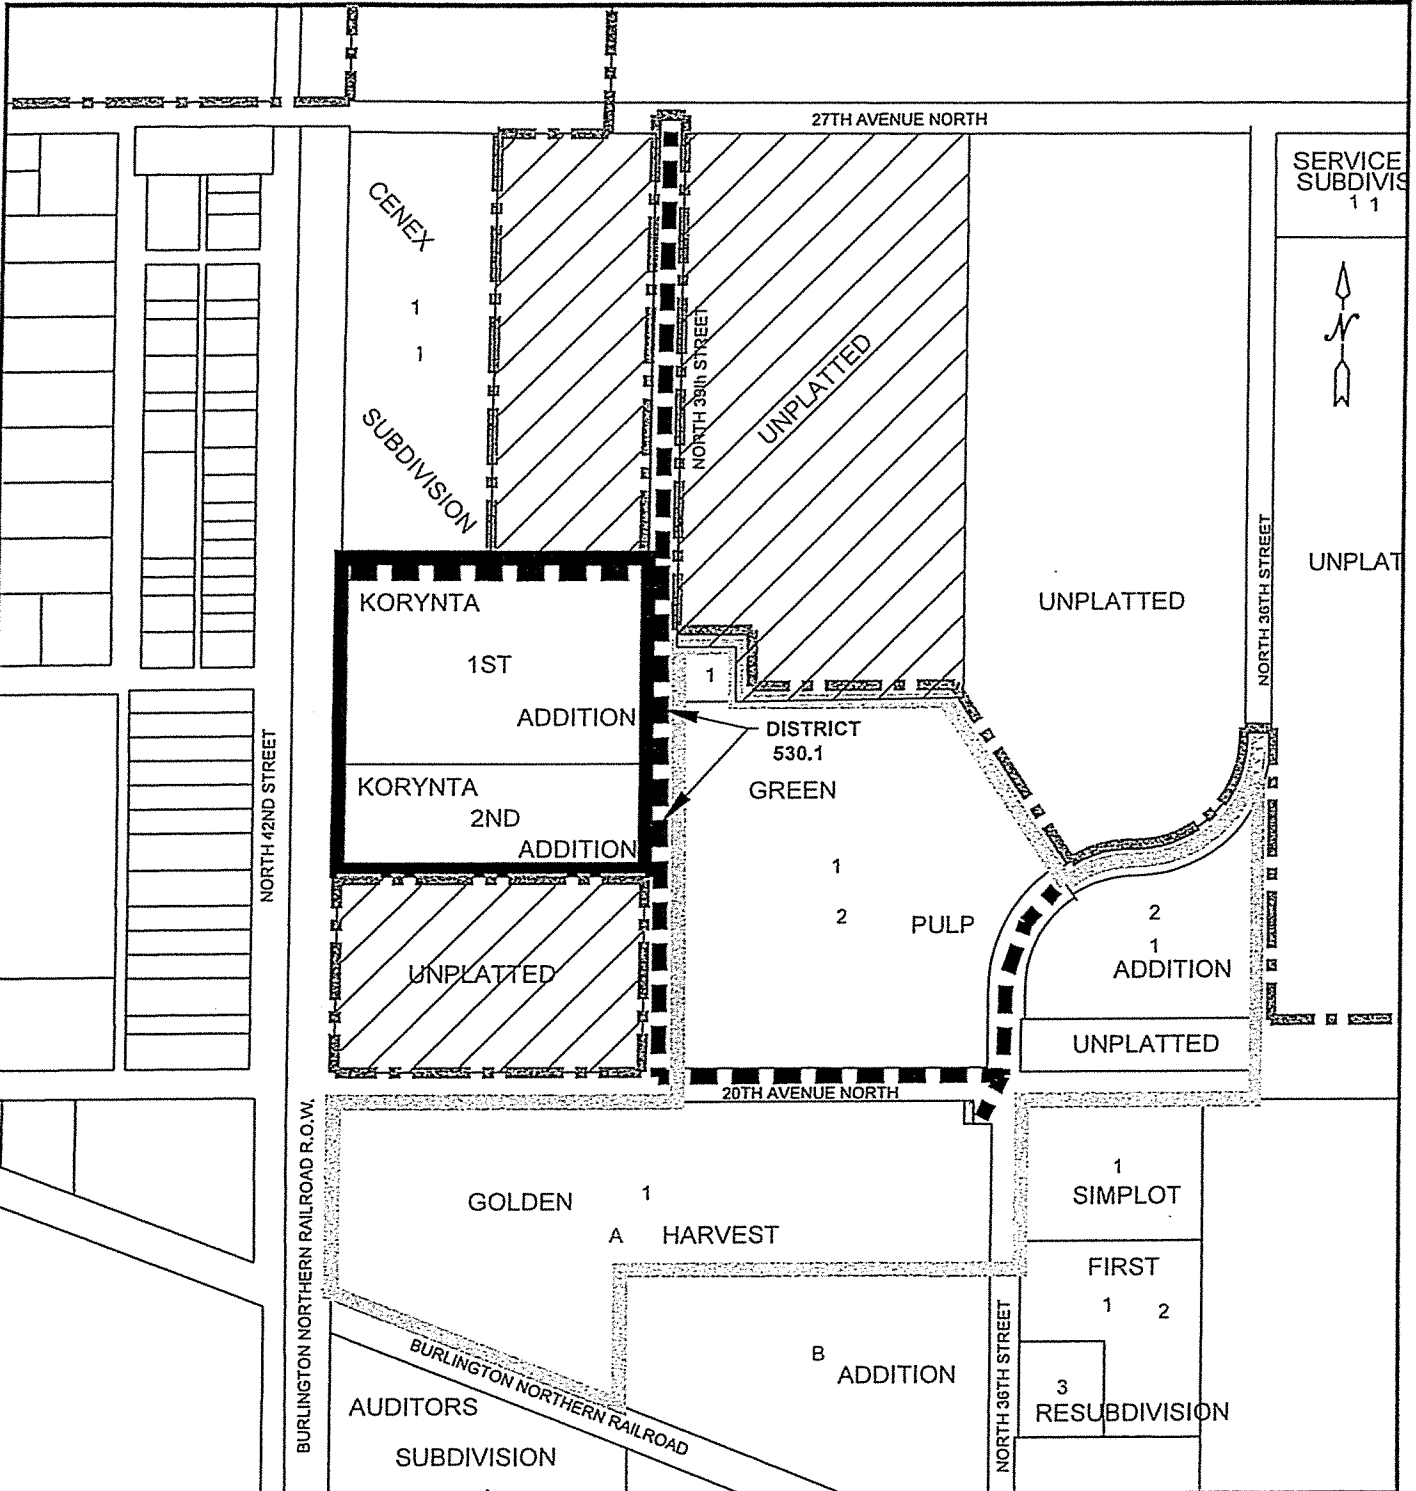 27TH AVENUE NORTH
SERVICE
SUBDIVIS
1 1
CENEX
1
1
SUBDIVISION
NORTH 39th STREET
UNPLATTED
N
UNPLAT
NORTH 36TH STREET
UNPLATTED
KORYNTA
1ST
ADDITION
1
DISTRICT
530.1
KORYNTA
2ND
ADDITION
GREEN
1
2
PULP
2
1
ADDITION
NORTH 42ND STREET
UNPLATTED
UNPLATTED
20TH AVENUE NORTH
BURLINGTON NORTHERN RAILROAD R.O.W.
GOLDEN
1
A
HARVEST
1
SIMPLOT
FIRST
1
2
B
ADDITION
NORTH 36TH STREET
3
RESUBDIVISION
BURLINGTON NORTHERN RAILROAD
AUDITORS
SUBDIVISION